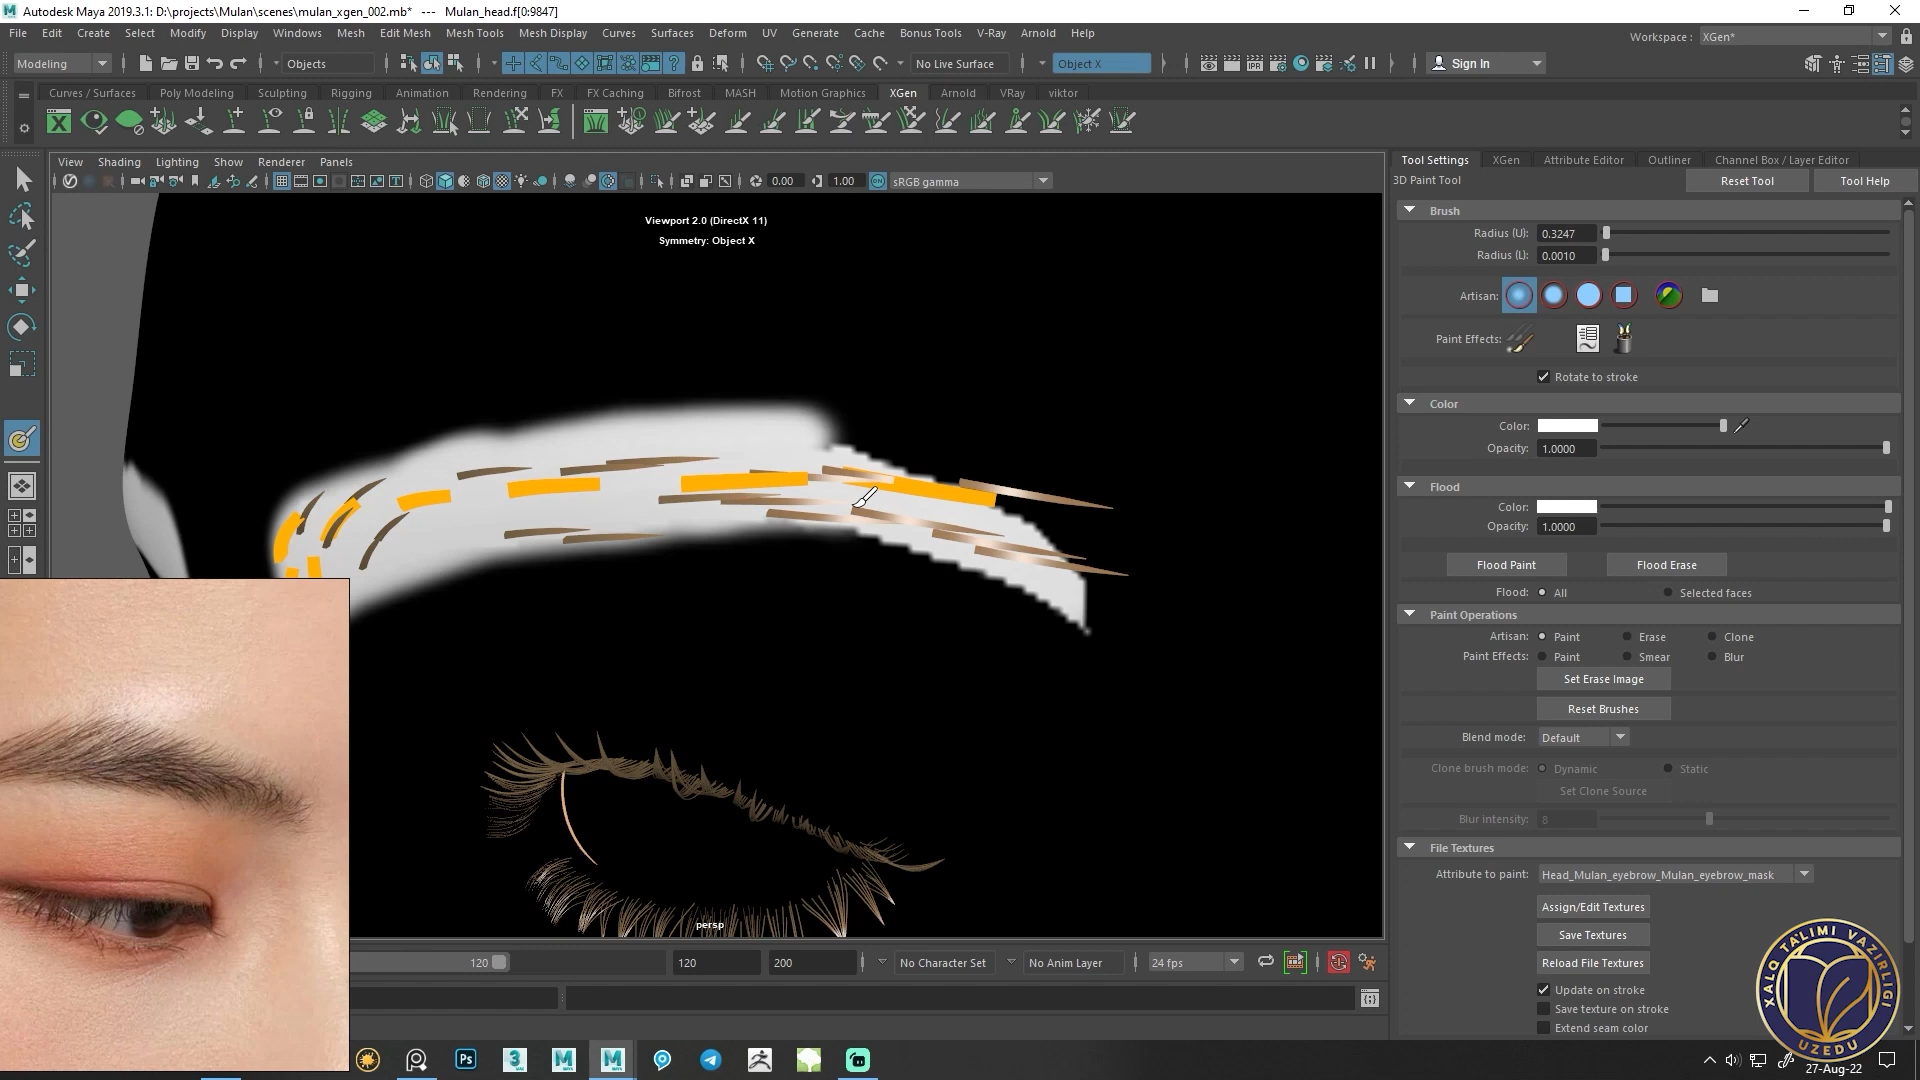 Autodesk Maya 2019.3.1: D:\projects\Mulan\scenes\mulan_xgen_002.mb*   ---   Mulan_head.f[0:9847]
File Edit Create Select Modify Display Windows Mesh Edit Mesh Mesh Tools Mesh Display Curves Surfaces Deform UV Generate Cache Bonus Tools V-Ray Arnold Help
Workspace : XGen*
Modeling Objects No Live Surface Object X Sign In
Curves / Surfaces Poly Modeling Sculpting Rigging Animation Rendering FX FX Caching Bifrost MASH Motion Graphics XGen Arnold VRay viktor
View Shading Lighting Show Renderer Panels
0.00 1.00 sRGB gamma
Viewport 2.0 (DirectX 11)
Symmetry: Object X
persp
120 120 200 No Character Set No Anim Layer 24 fps
Tool Settings XGen Attribute Editor Outliner Channel Box / Layer Editor
3D Paint Tool Reset Tool Tool Help
Brush
Radius (U): 0.3247
Radius (L): 0.0010
Artisan:
Paint Effects:
Rotate to stroke
Color
Color:
Opacity: 1.0000
Flood
Color:
Opacity: 1.0000
Flood Paint Flood Erase
Flood: All Selected faces
Paint Operations
Artisan: Paint Erase Clone
Paint Effects: Paint Smear Blur
Set Erase Image
Reset Brushes
Blend mode: Default
Clone brush mode: Dynamic Static
Set Clone Source
Blur intensity: 8
File Textures
Attribute to paint: Head_Mulan_eyebrow_Mulan_eyebrow_mask
Assign/Edit Textures
Save Textures
Reload File Textures
Update on stroke
Save texture on stroke
Extend seam color
XALQ TA'LIMI VAZIRLIGI
UZEDU
Ps
27-Aug-22